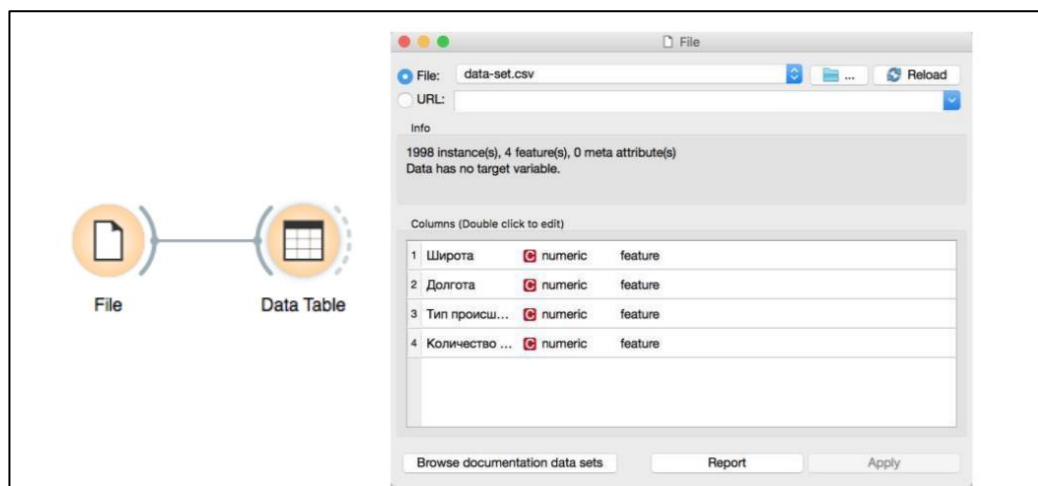 File
File: data-set.csv ... Reload
URL:
Info
1998 instance(s), 4 feature(s), 0 meta attribute(s)
Data has no target variable.
Columns (Double click to edit)
1 Широта C numeric feature
2 Долгота C numeric feature
3 Тип происш... C numeric feature
4 Количество ... C numeric feature
Browse documentation data sets Report Apply
File Data Table